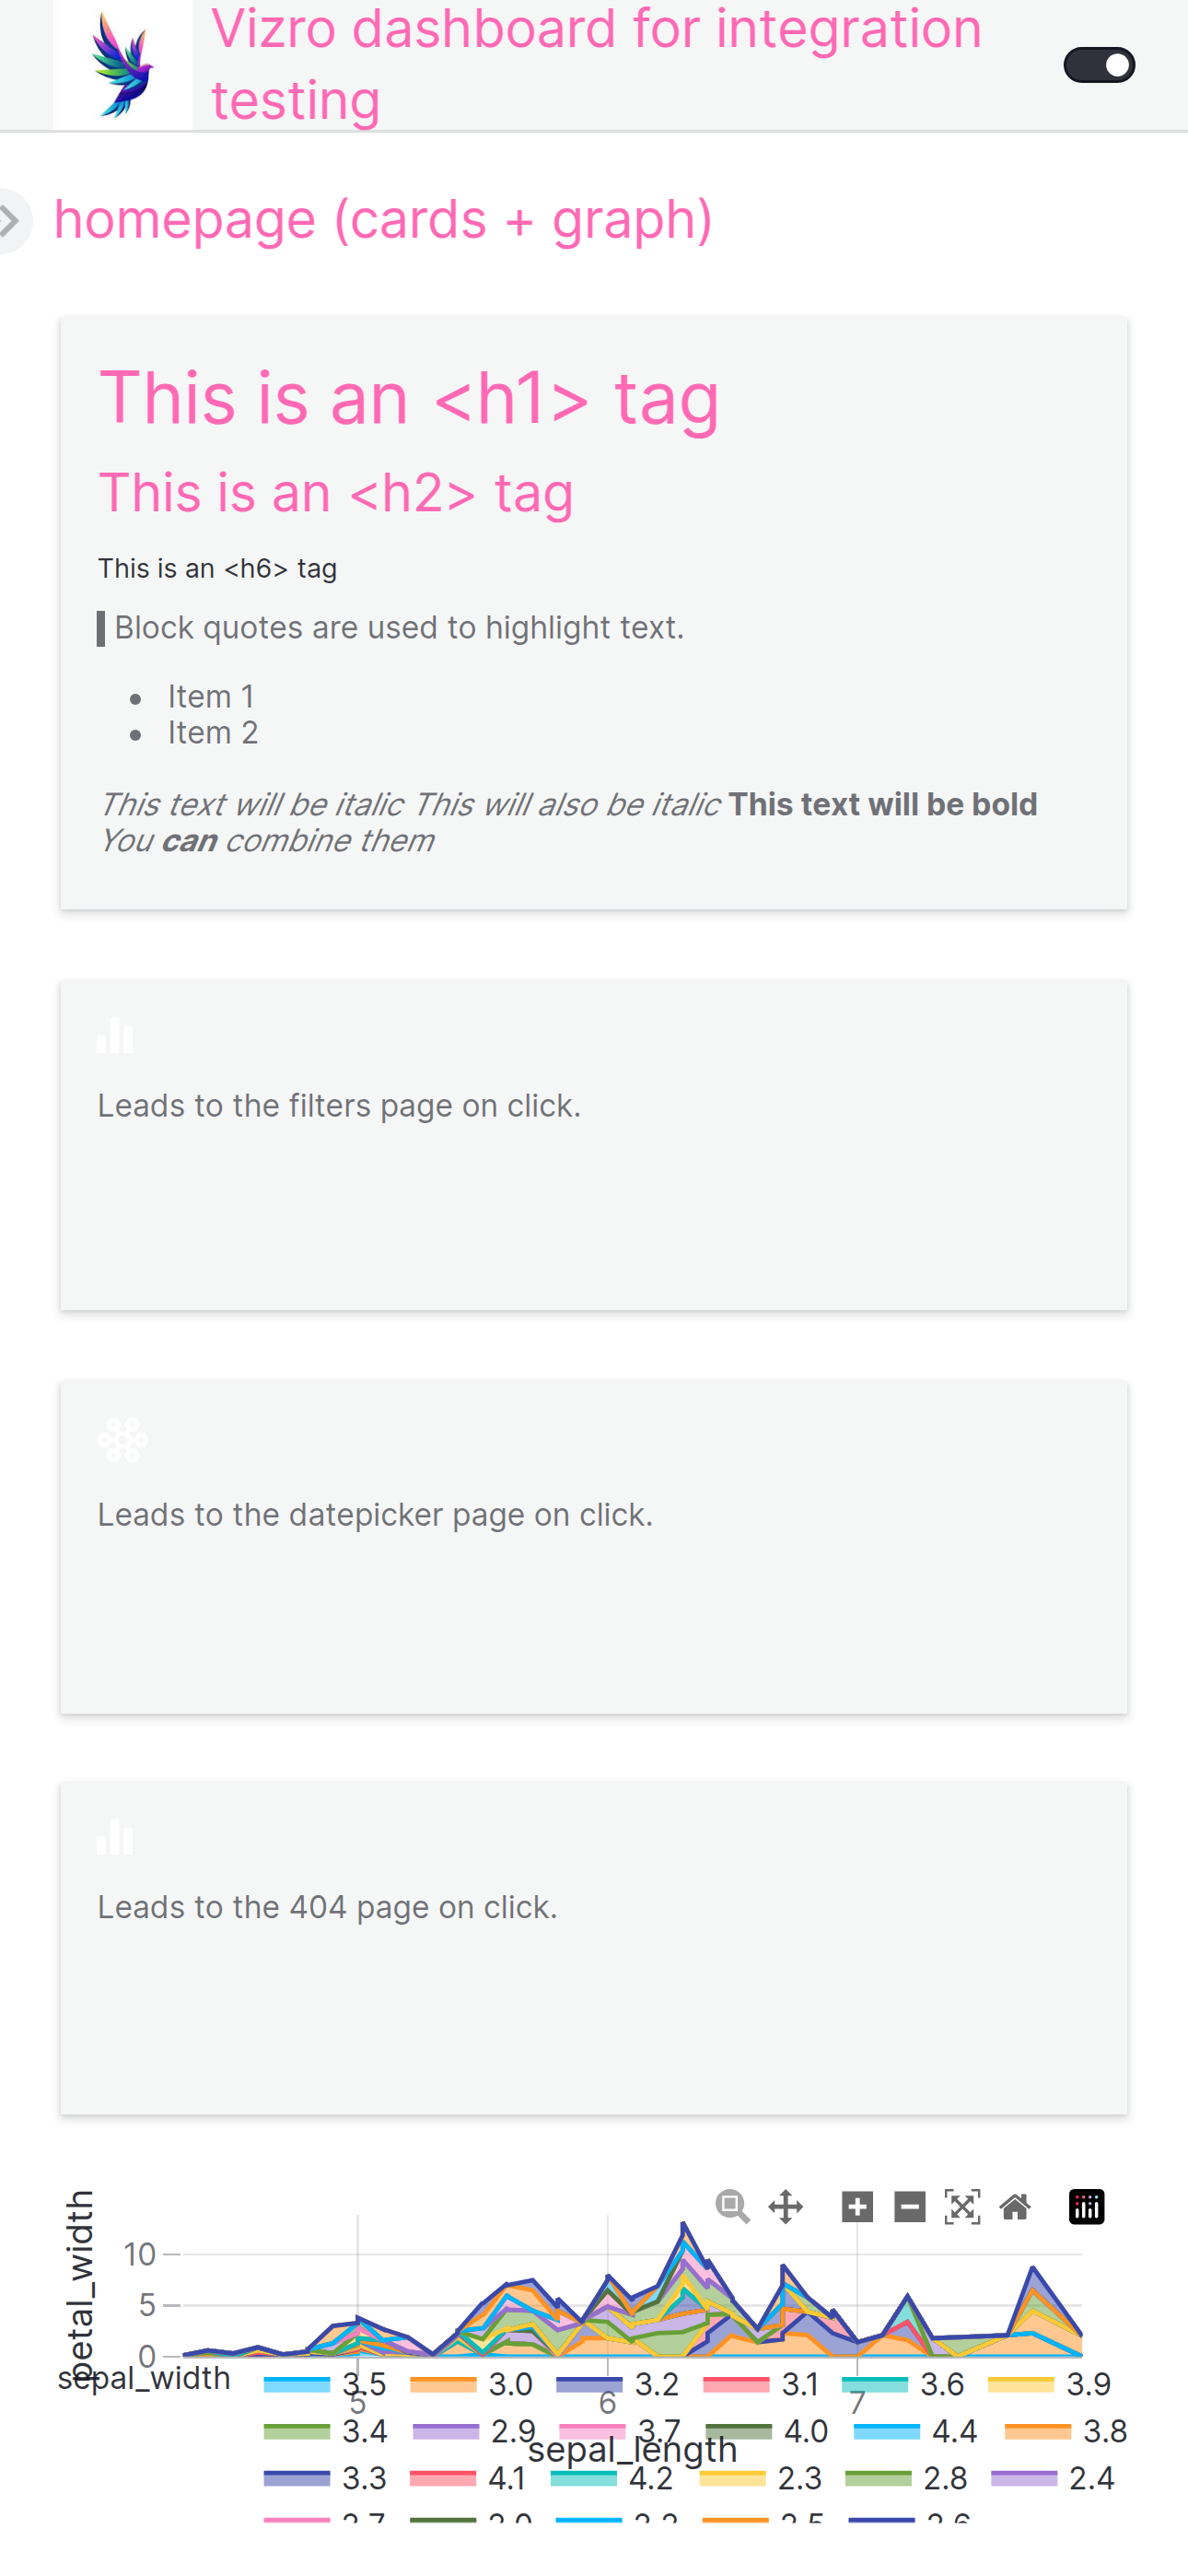 Vizro dashboard for integration
testing
homepage (cards + graph)
This is an <h1> tag
This is an <h2> tag
This is an <h6> tag
Block quotes are used to highlight text.
Item 1
Item 2
This text will be italic This will also be italic This text will be bold
You can combine them
Leads to the filters page on click.
Leads to the datepicker page on click.
Leads to the 404 page on click.
petal_width
10
5
0
sepal_width
3.5 3.0 3.2 3.1 3.6 3.9
5 6 7
3.4 2.9 3.7 4.0 4.4 3.8
sepal_length
3.3 4.1 4.2 2.3 2.8 2.4